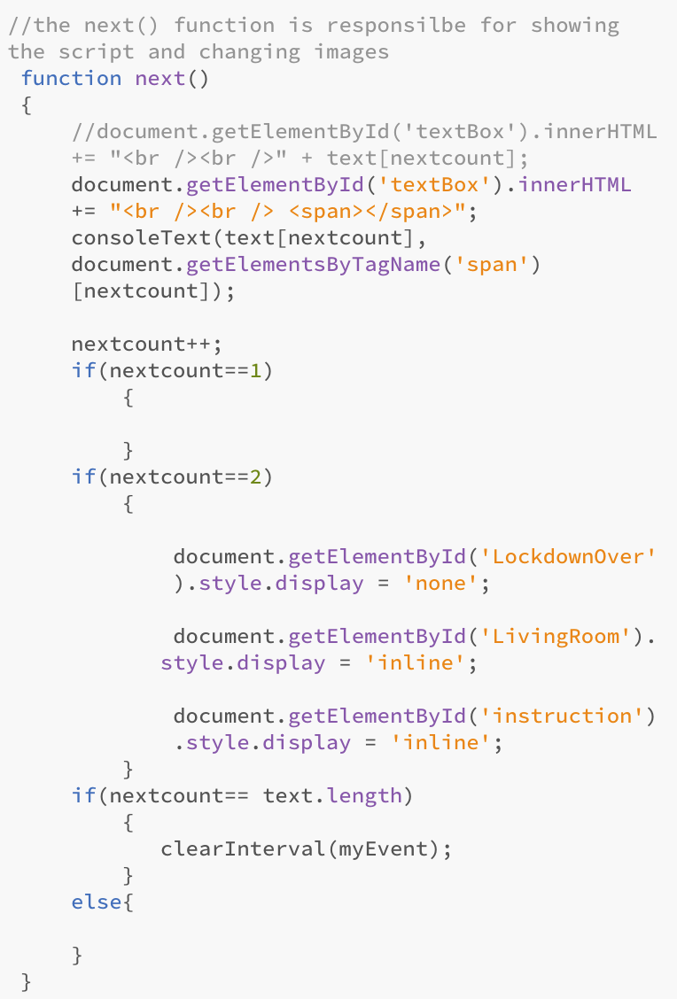 //the next() function is responsilbe for showing
the script and changing images
function next()
{
//document.getElementById('textBox').innerHTML
+= "<br /><br />" + text[nextcount];
document.getElementById('textBox').innerHTML
+= "<br /><br /> <span></span>";
consoleText(text[nextcount],
document.getElementsByTagName('span')
[nextcount]);
nextcount++;
if(nextcount==1)
{
}
if(nextcount==2)
{
document.getElementById('LockdownOver'
).style.display = 'none';
document.getElementById('LivingRoom').
style.display = 'inline';
document.getElementById('instruction')
.style.display = 'inline';
}
if(nextcount== text.length)
{
clearInterval(myEvent);
}
else{
}
}